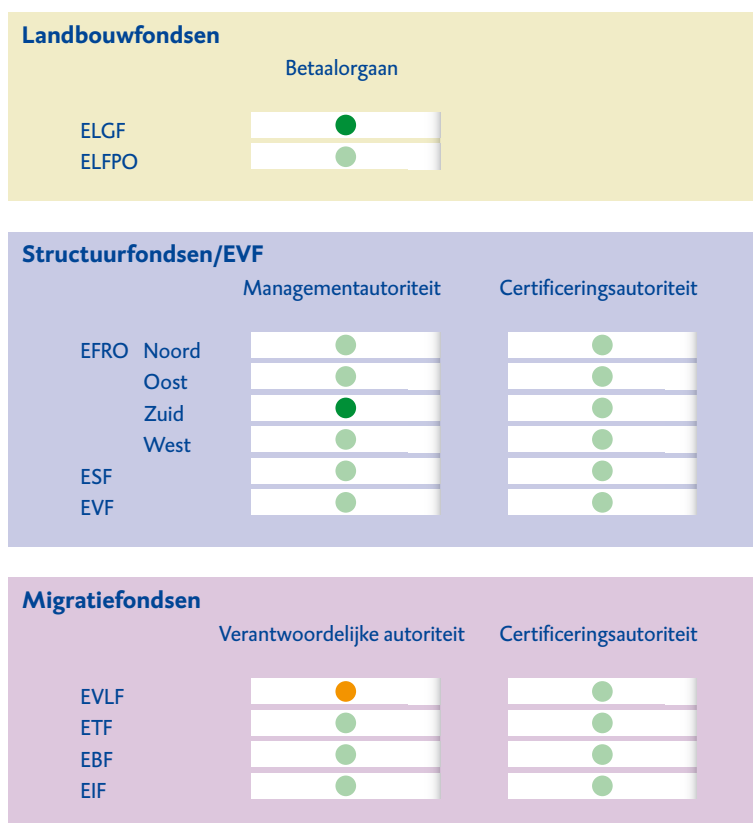 Landbouwfondsen
Betaalorgaan
ELGF
ELFPO
Structuurfondsen/EVF
Managementautoriteit Certificeringsautoriteit
EFRO Noord
Oost
Zuid
West
ESF
EVF
Migratiefondsen
Verantwoordelijke autoriteit Certificeringsautoriteit
EVLF
ETF
EBF
EIF